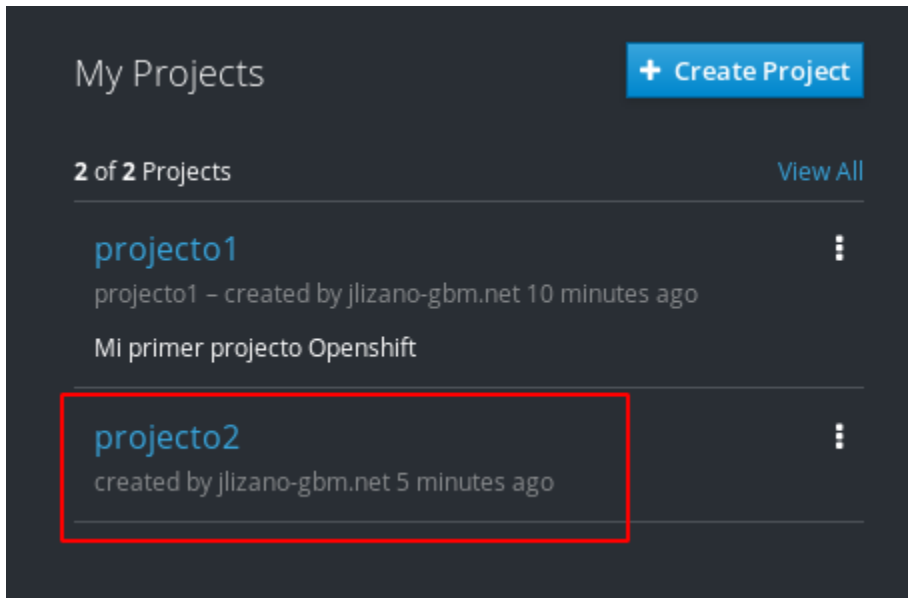 My Projects
+ Create Project
2 of 2 Projects
View All
projecto1
projecto1 – created by jlizano-gbm.net 10 minutes ago
Mi primer projecto Openshift
projecto2
created by jlizano-gbm.net 5 minutes ago